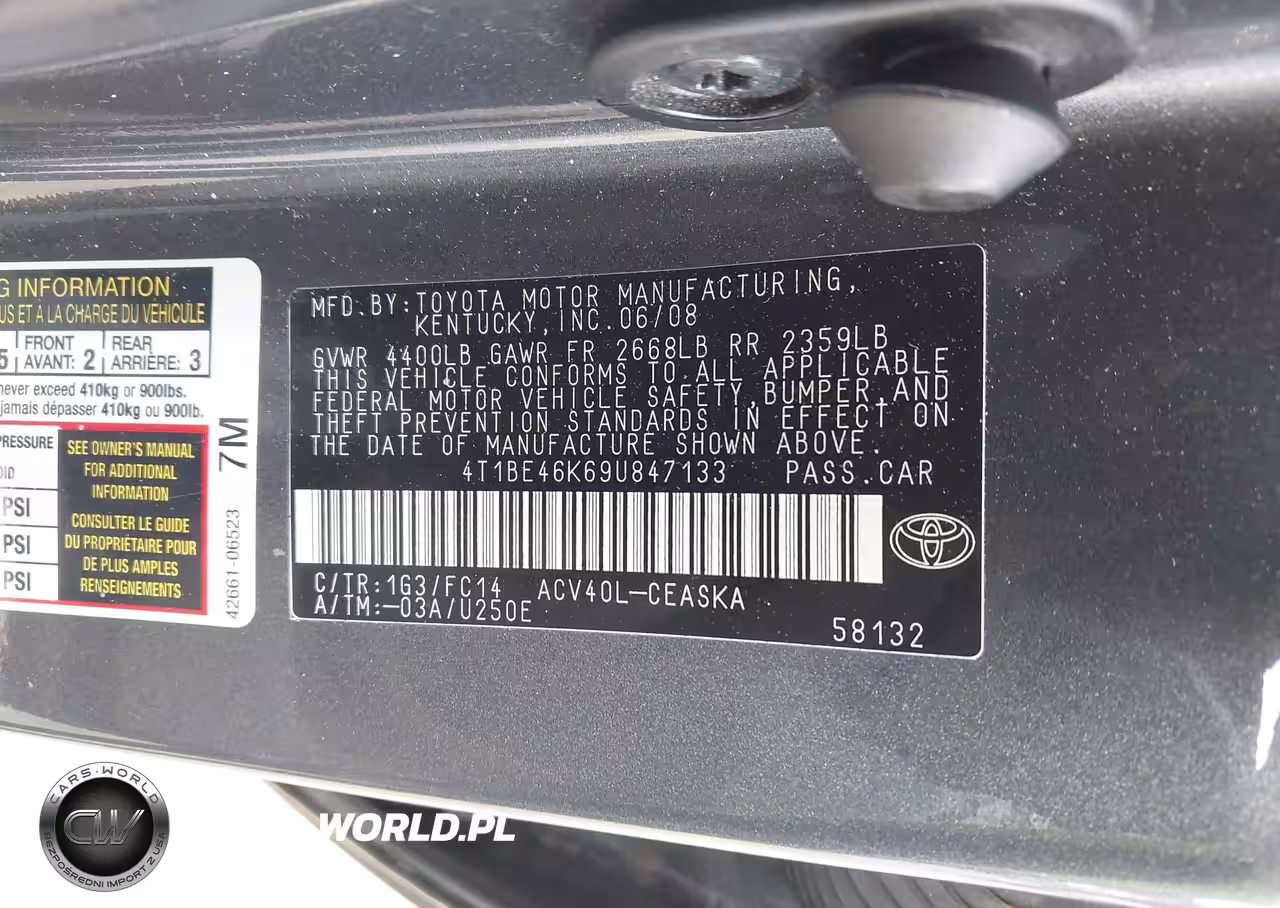 G INFORMATION
US ET À LA CHARGE DU VÉHICULE
5 FRONT AVANT: 2 REAR ARRIÈRE: 3
never exceed 410kg or 900lbs.
jamais dépasser 410kg ou 900lb.
PRESSURE
OID
PSI
PSI
PSI
SEE OWNER'S MANUAL
FOR ADDITIONAL
INFORMATION
CONSULTER LE GUIDE
DU PROPRIÉTAIRE POUR
DE PLUS AMPLES
RENSEIGNEMENTS
7M
42661-06523
MFD.BY:TOYOTA MOTOR MANUFACTURING,
KENTUCKY,INC.06/08
GVWR 4400LB GAWR FR 2668LB RR 2359LB
THIS VEHICLE CONFORMS TO ALL APPLICABLE
FEDERAL MOTOR VEHICLE SAFETY,BUMPER,AND
THEFT PREVENTION STANDARDS IN EFFECT ON
THE DATE OF MANUFACTURE SHOWN ABOVE.
4T1BE46K69U847133 PASS.CAR
C/TR:1G3/FC14 ACV40L-CEASKA
A/TM:-03A/U250E
58132
CARS-WORLD
CW
BEZPOŚREDNI IMPORT Z USA
WORLD.PL